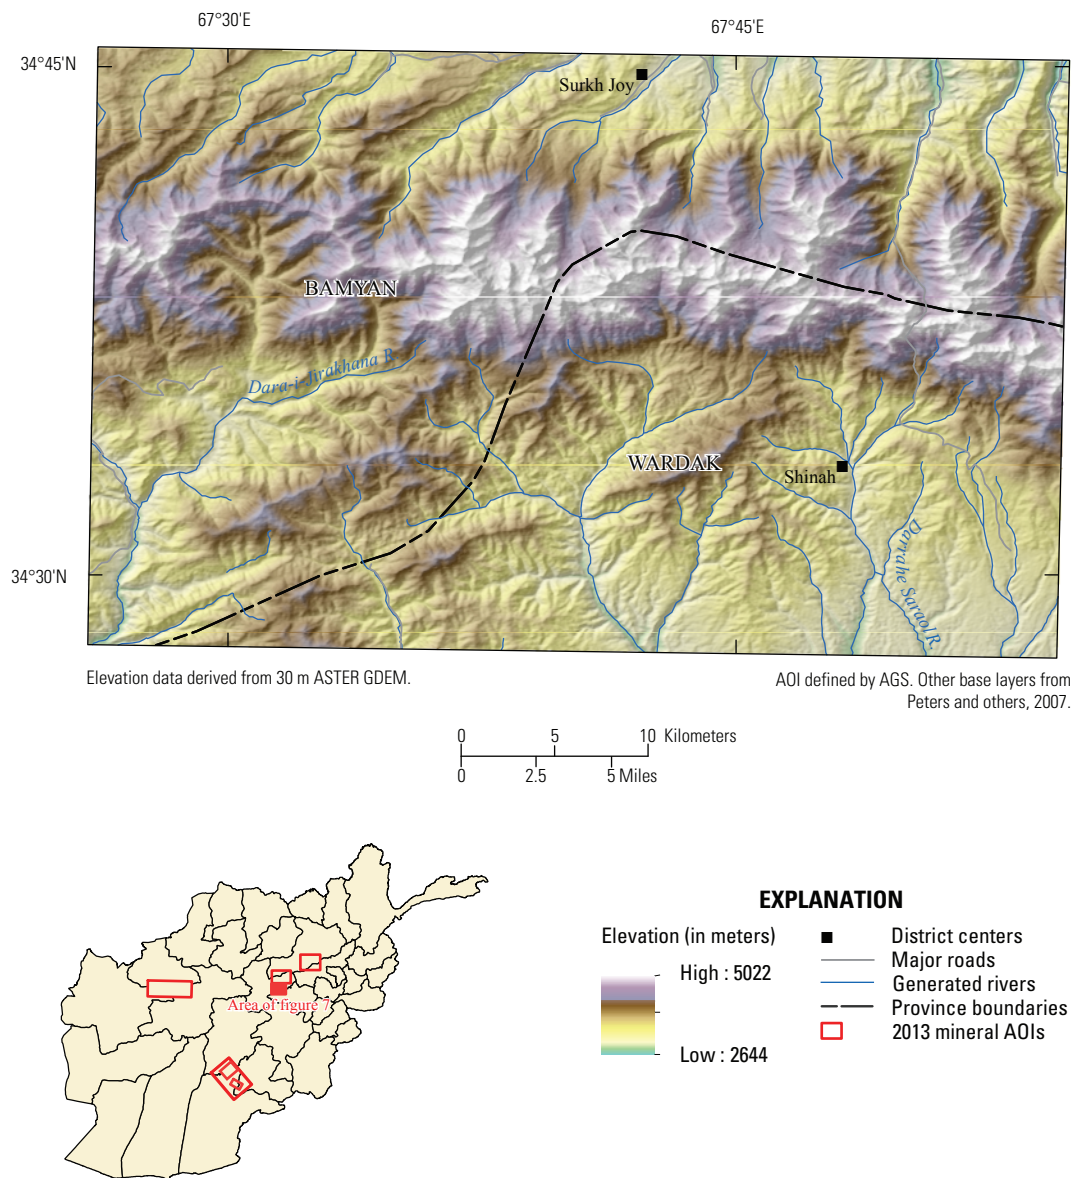 67°30'E
67°45'E
34°45'N
Surkh Joy
BAMYAN
Dara-i-Jirakhana R.
WARDAK
Shinah
Darrahe Saraol R.
34°30'N
Elevation data derived from 30 m ASTER GDEM.
AOI defined by AGS. Other base layers from
Peters and others, 2007.
0 5 10 Kilometers
0 2.5 5 Miles
Area of figure 7
EXPLANATION
Elevation (in meters)
High : 5022
Low : 2644
District centers
Major roads
Generated rivers
Province boundaries
2013 mineral AOIs